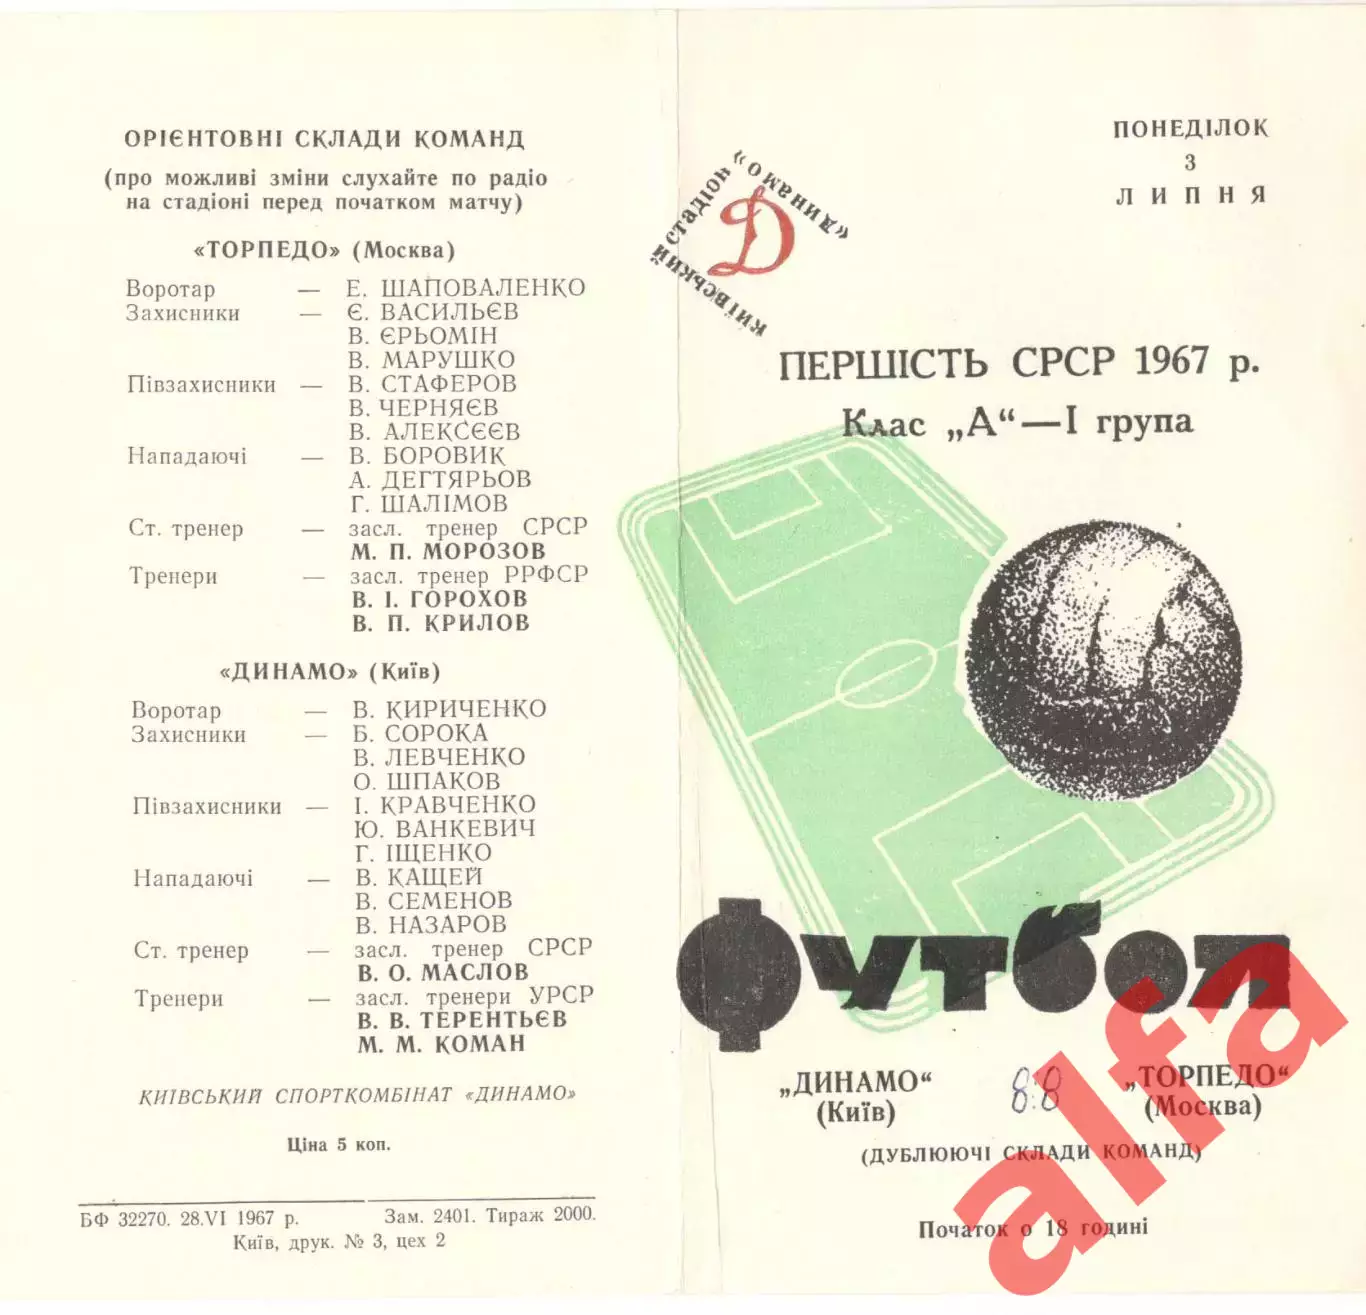 ОРІЄНТОВНІ СКЛАДИ КОМАНД
(про можливі зміни слухайте по радіо
на стадіоні перед початком матчу)
«ТОРПЕДО» (Москва)
Воротар — Е. ШАПОВАЛЕНКО
Захисники — Є. ВАСИЛЬЄВ
В. ЄРЬОМІН
В. МАРУШКО
Півзахисники — В. СТАФЕРОВ
В. ЧЕРНЯЄВ
В. АЛЕКСЄЄВ
Нападаючі — В. БОРОВИК
А. ДЕГТЯРЬОВ
Г. ШАЛІМОВ
Ст. тренер — засл. тренер СРСР
М. П. МОРОЗОВ
Тренери — засл. тренер РРФСР
В. І. ГОРОХОВ
В. П. КРИЛОВ
«ДИНАМО» (Київ)
Воротар — В. КИРИЧЕНКО
Захисники — Б. СОРОКА
В. ЛЕВЧЕНКО
О. ШПАКОВ
Півзахисники — І. КРАВЧЕНКО
Ю. ВАНКЕВИЧ
Г. ІЩЕНКО
Нападаючі — В. КАЩЕЙ
В. СЕМЕНОВ
В. НАЗАРОВ
Ст. тренер — засл. тренер СРСР
В. О. МАСЛОВ
Тренери — засл. тренери УРСР
В. В. ТЕРЕНТЬЄВ
М. М. КОМАН
КИЇВСЬКИЙ СПОРТКОМБІНАТ «ДИНАМО»
Ціна 5 коп.
БФ 32270. 28.VI 1967 р. Зам. 2401. Тираж 2000.
Київ, друк. № 3, цех 2
ПОНЕДІЛОК
3
ЛИПНЯ
КИЇВСЬКИЙ СТАДІОН «ДИНАМО»
Д
ПЕРШІСТЬ СРСР 1967 р.
Клас „А“—І група
ФУТБОЛ
„ДИНАМО“ 8:8 „ТОРПЕДО“
(Київ) (Москва)
(ДУБЛЮЮЧІ СКЛАДИ КОМАНД)
Початок о 18 годині
alfa